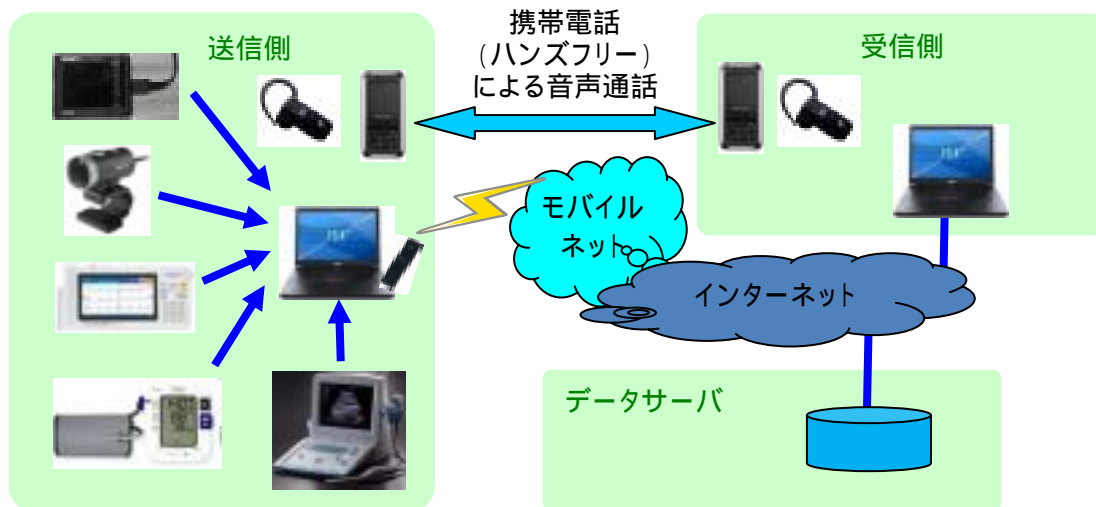 送信側
携帯電話
(ハンズフリー)
による音声通話
受信側
モバイル
ネット
インターネット
データサーバ